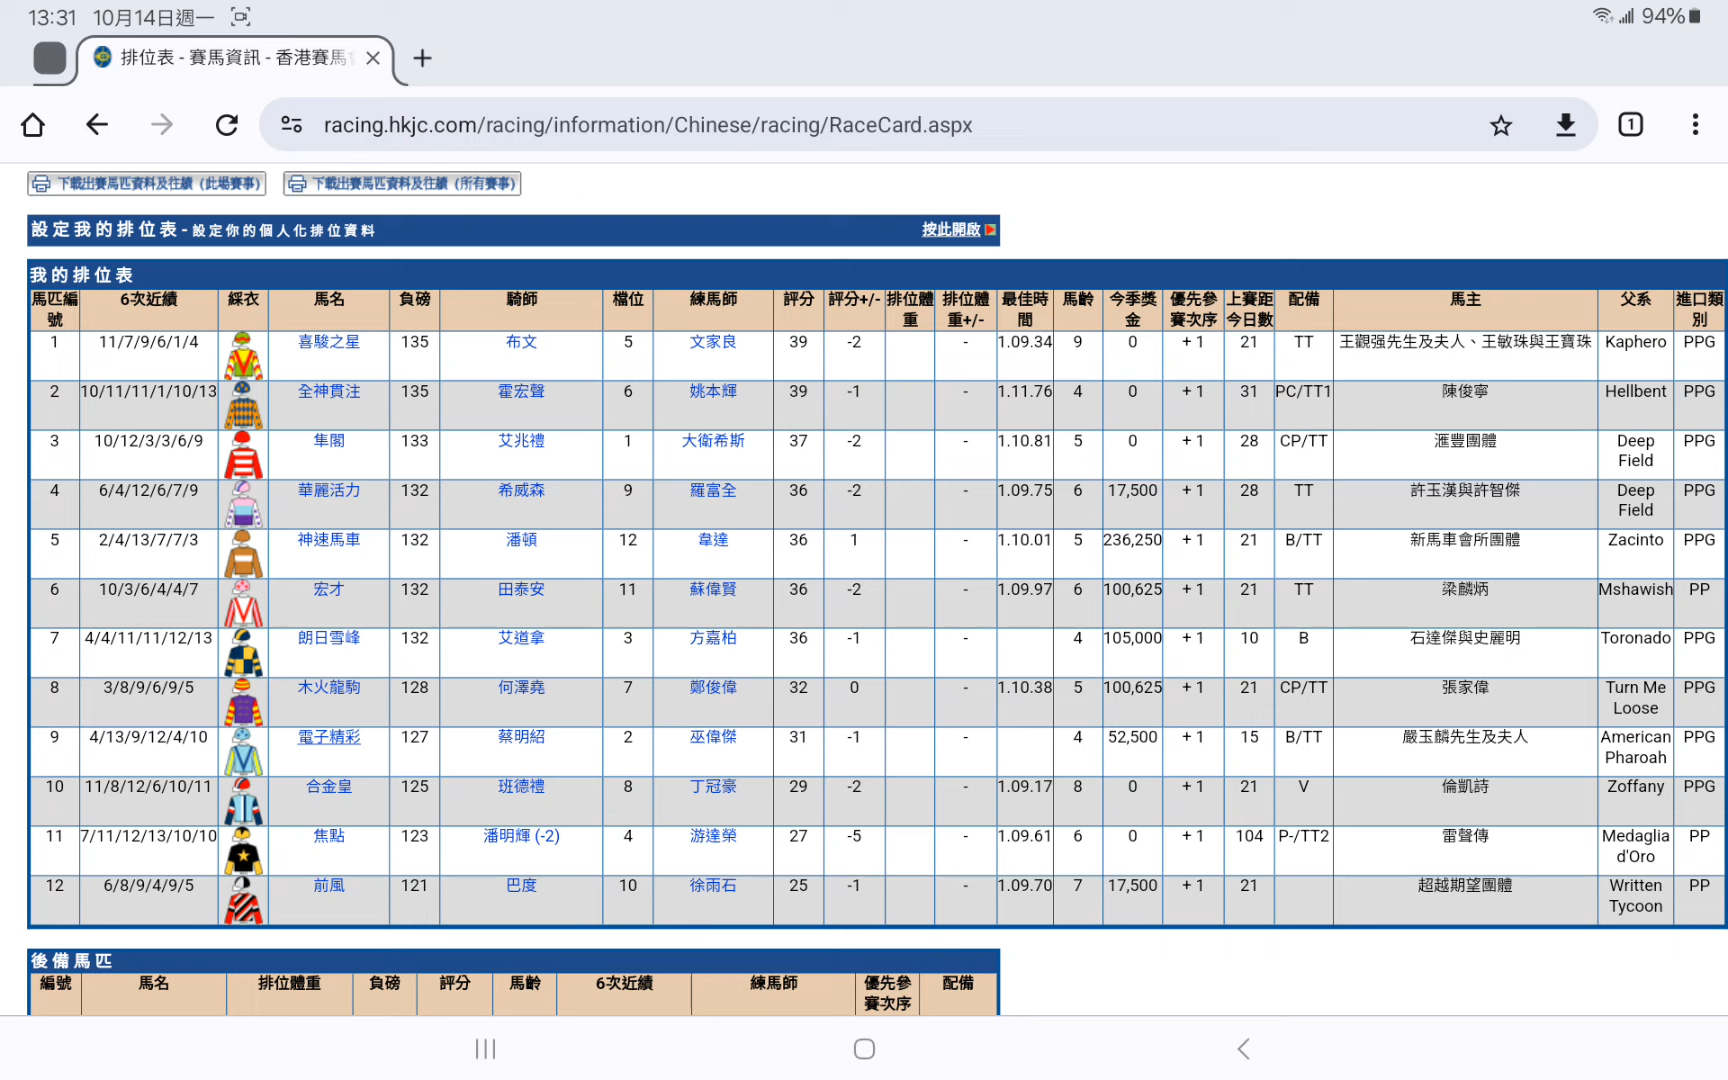 13:31 10月14日週一 94%
排位表 - 賽馬資訊 - 香港賽馬
racing.hkjc.com/racing/information/Chinese/racing/RaceCard.aspx 1
下載出賽馬匹資料及往績 (此場賽事) 下載出賽馬匹資料及往績 (所有賽事)
設定我的排位表 - 設定你的個人化排位資料 按此開啟
我的排位表
馬匹編號 6次近績 綵衣 馬名 負磅 騎師 檔位 練馬師 評分 評分+/- 排位體重 排位體重+/- 最佳時間 馬齡 今季獎金 優先參賽次序 上賽距今日數 配備 馬主 父系 進口類別
1 11/7/9/6/1/4 喜駿之星 135 布文 5 文家良 39 -2 - 1.09.34 9 0 + 1 21 TT 王觀强先生及夫人、王敏珠與王寶珠 Kaphero PPG
2 10/11/11/1/10/13 全神貫注 135 霍宏聲 6 姚本輝 39 -1 - 1.11.76 4 0 + 1 31 PC/TT1 陳俊寧 Hellbent PPG
3 10/12/3/3/6/9 隼閣 133 艾兆禮 1 大衛希斯 37 -2 - 1.10.81 5 0 + 1 28 CP/TT 滙豐團體 Deep Field PPG
4 6/4/12/6/7/9 華麗活力 132 希威森 9 羅富全 36 -2 - 1.09.75 6 17,500 + 1 28 TT 許玉漢與許智傑 Deep Field PPG
5 2/4/13/7/7/3 神速馬車 132 潘頓 12 韋達 36 1 - 1.10.01 5 236,250 + 1 21 B/TT 新馬車會所團體 Zacinto PPG
6 10/3/6/4/4/7 宏才 132 田泰安 11 蘇偉賢 36 -2 - 1.09.97 6 100,625 + 1 21 TT 梁麟炳 Mshawish PP
7 4/4/11/11/12/13 朗日雪峰 132 艾道拿 3 方嘉柏 36 -1 - 4 105,000 + 1 10 B 石達傑與史麗明 Toronado PPG
8 3/8/9/6/9/5 木火龍駒 128 何澤堯 7 鄭俊偉 32 0 - 1.10.38 5 100,625 + 1 21 CP/TT 張家偉 Turn Me Loose PPG
9 4/13/9/12/4/10 電子精彩 127 蔡明紹 2 巫偉傑 31 -1 - 4 52,500 + 1 15 B/TT 嚴玉麟先生及夫人 American Pharoah PPG
10 11/8/12/6/10/11 合金皇 125 班德禮 8 丁冠豪 29 -2 - 1.09.17 8 0 + 1 21 V 倫凱詩 Zoffany PPG
11 7/11/12/13/10/10 焦點 123 潘明輝 (-2) 4 游達榮 27 -5 - 1.09.61 6 0 + 1 104 P-/TT2 雷聲傳 Medaglia d'Oro PP
12 6/8/9/4/9/5 前風 121 巴度 10 徐雨石 25 -1 - 1.09.70 7 17,500 + 1 21 超越期望團體 Written Tycoon PP
後備馬匹
編號 馬名 排位體重 負磅 評分 馬齡 6次近績 練馬師 優先參賽次序 配備